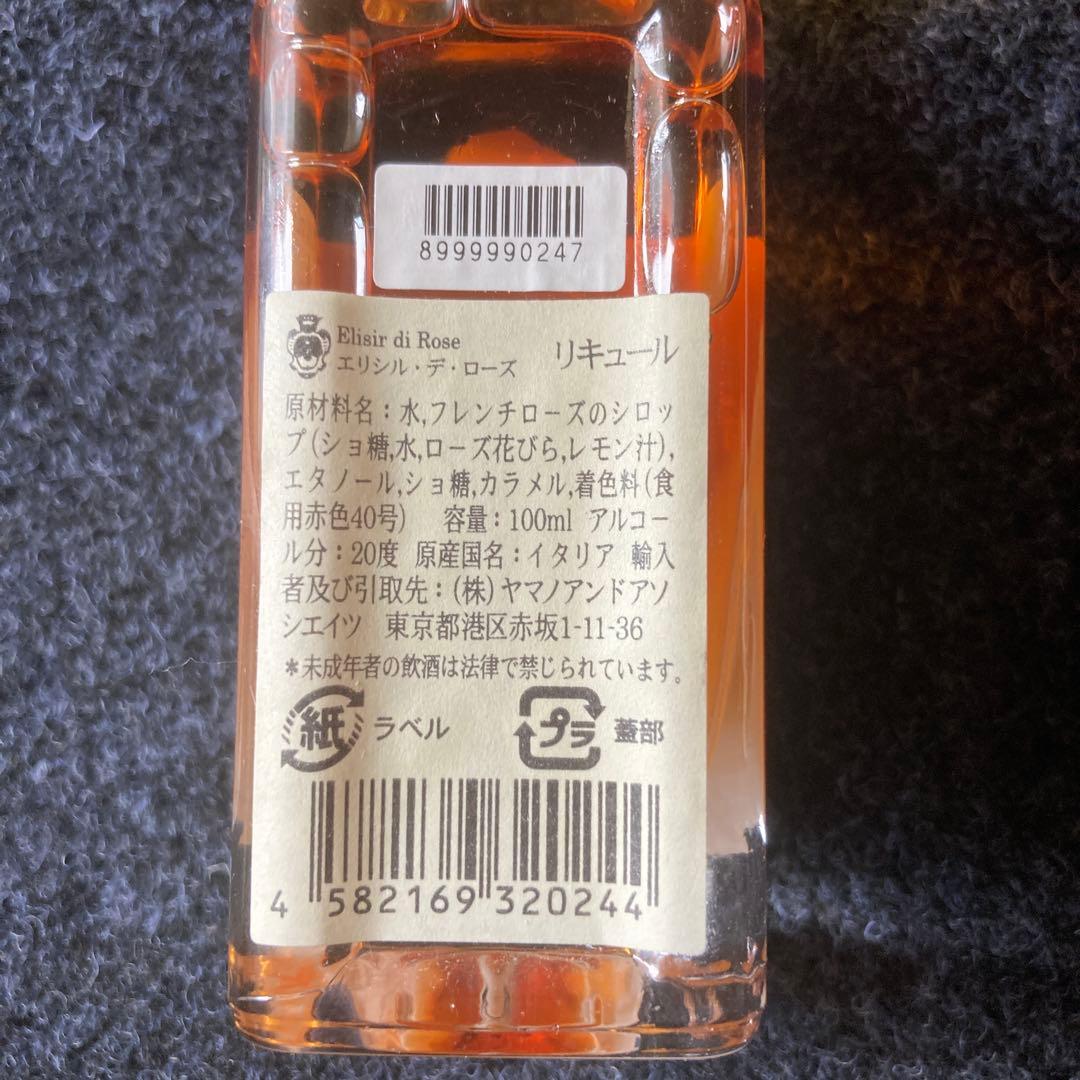 8999990247
Elisir di Rose
エリシル・デ・ローズ リキュール
原材料名：水,フレンチローズのシロッ
プ(ショ糖,水,ローズ花びら,レモン汁),
エタノール,ショ糖,カラメル,着色料(食
用赤色40号) 容量：100ml アルコー
ル分：20度 原産国名：イタリア 輸入
者及び引取先：(株)ヤマノアンドアソ
シエイツ 東京都港区赤坂1-11-36
*未成年者の飲酒は法律で禁じられています。
紙 ラベル プラ 蓋部
4 582169 320244